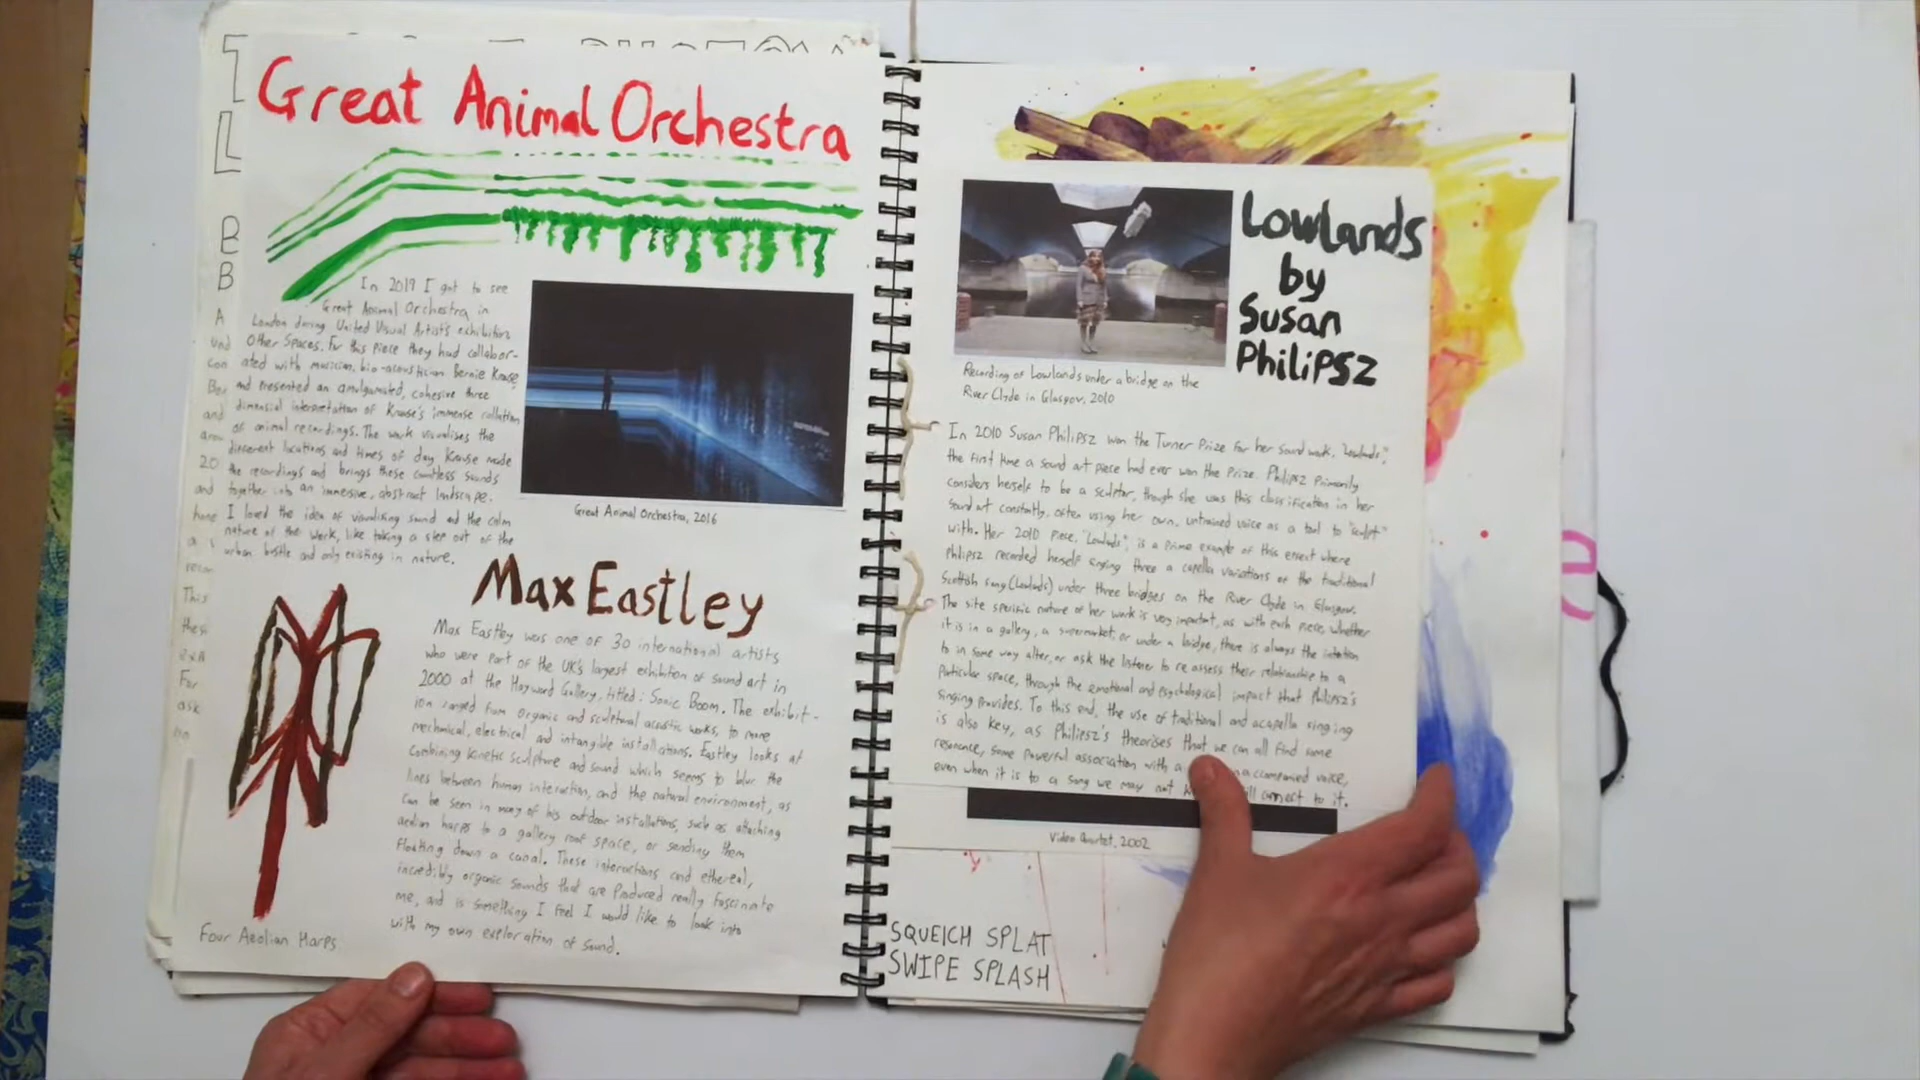 Great Animal Orchestra
In 2019 I got to see
Great Animal Orchestra in
London during United Visual Artists exhibition
Other Spaces. For this piece they had collabor-
ated with musician, bio-acoustician Bernie Krause
and presented an amalgamated, cohesive three
dimensional interpretation of Krause's immense collation
of animal recordings. The work visualises the
different locations and times of day Krause made
the recordings and brings these countless sounds
together into an immersive, abstract landscape.
I loved the idea of visualising sound and the calm
nature of the work, like taking a step out of the
urban bustle and only existing in nature.
Great Animal Orchestra, 2016
Max Eastley
Max Eastley was one of 30 international artists
who were part of the UK's largest exhibition of sound art in
2000 at the Hayward Gallery, titled: Sonic Boom. The exhibit-
ion ranged from organic and sculptural acoustic works, to more
mechanical, electrical and intangible installations. Eastley looks at
combining kinetic sculpture and sound which seems to blur the
lines between human interaction, and the natural environment, as
can be seen in many of his outdoor installations, such as attaching
aeolian harps to a gallery roof space, or sending them
floating down a canal. These interactions and ethereal,
incredibly organic sounds that are produced really fascinate
me, and is something I feel I would like to look into
with my own exploration of sound.
Four Aeolian Harps
Lowlands
by
Susan
Philipsz
Recording of Lowlands under a bridge on the
River Clyde in Glasgow, 2010
In 2010 Susan Philipsz won the Turner Prize for her sound work, "Lowlands",
the first time a sound art piece had ever won the Prize. Philipsz primarily
considers herself to be a sculptor, though she was this classification in her
sound art constantly, often using her own, untrained voice as a tool to "sculpt"
with. Her 2010 piece, "Lowlands", is a prime example of this effect where
Philipsz recorded herself singing three a capella variations of the traditional
Scottish song (Lowlands) under three bridges on the River Clyde in Glasgow.
The site specific nature of her work is very important, as with each piece, whether
it is in a gallery, a supermarket, or under a bridge, there is always the intention
to in some way alter, or ask the listener to re assess their relationship to a
particular space, through the emotional and psychological impact that Philipsz's
singing provides. To this end, the use of traditional and acapella singing
is also key, as Philipsz's theorises that we can all find some
resonance, some powerful association with a accompanied voice,
even when it is to a song we may not connect to it.
Video Quartet, 2002
SQUELCH SPLAT
SWIPE SPLASH